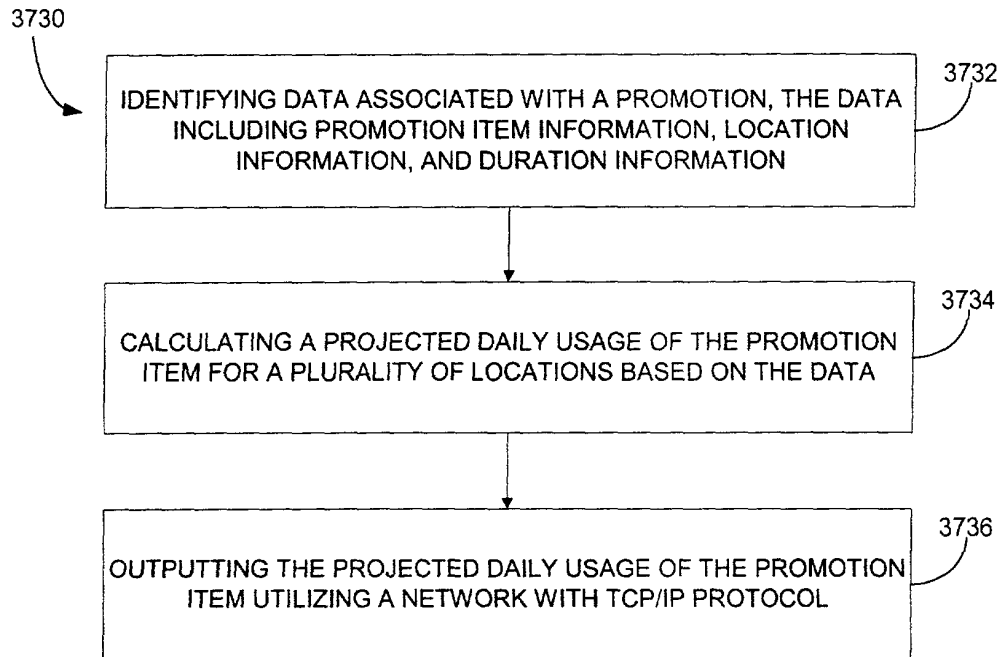 3730
IDENTIFYING DATA ASSOCIATED WITH A PROMOTION, THE DATA
INCLUDING PROMOTION ITEM INFORMATION, LOCATION
INFORMATION, AND DURATION INFORMATION
3732
CALCULATING A PROJECTED DAILY USAGE OF THE PROMOTION
ITEM FOR A PLURALITY OF LOCATIONS BASED ON THE DATA
3734
OUTPUTTING THE PROJECTED DAILY USAGE OF THE PROMOTION
ITEM UTILIZING A NETWORK WITH TCP/IP PROTOCOL
3736